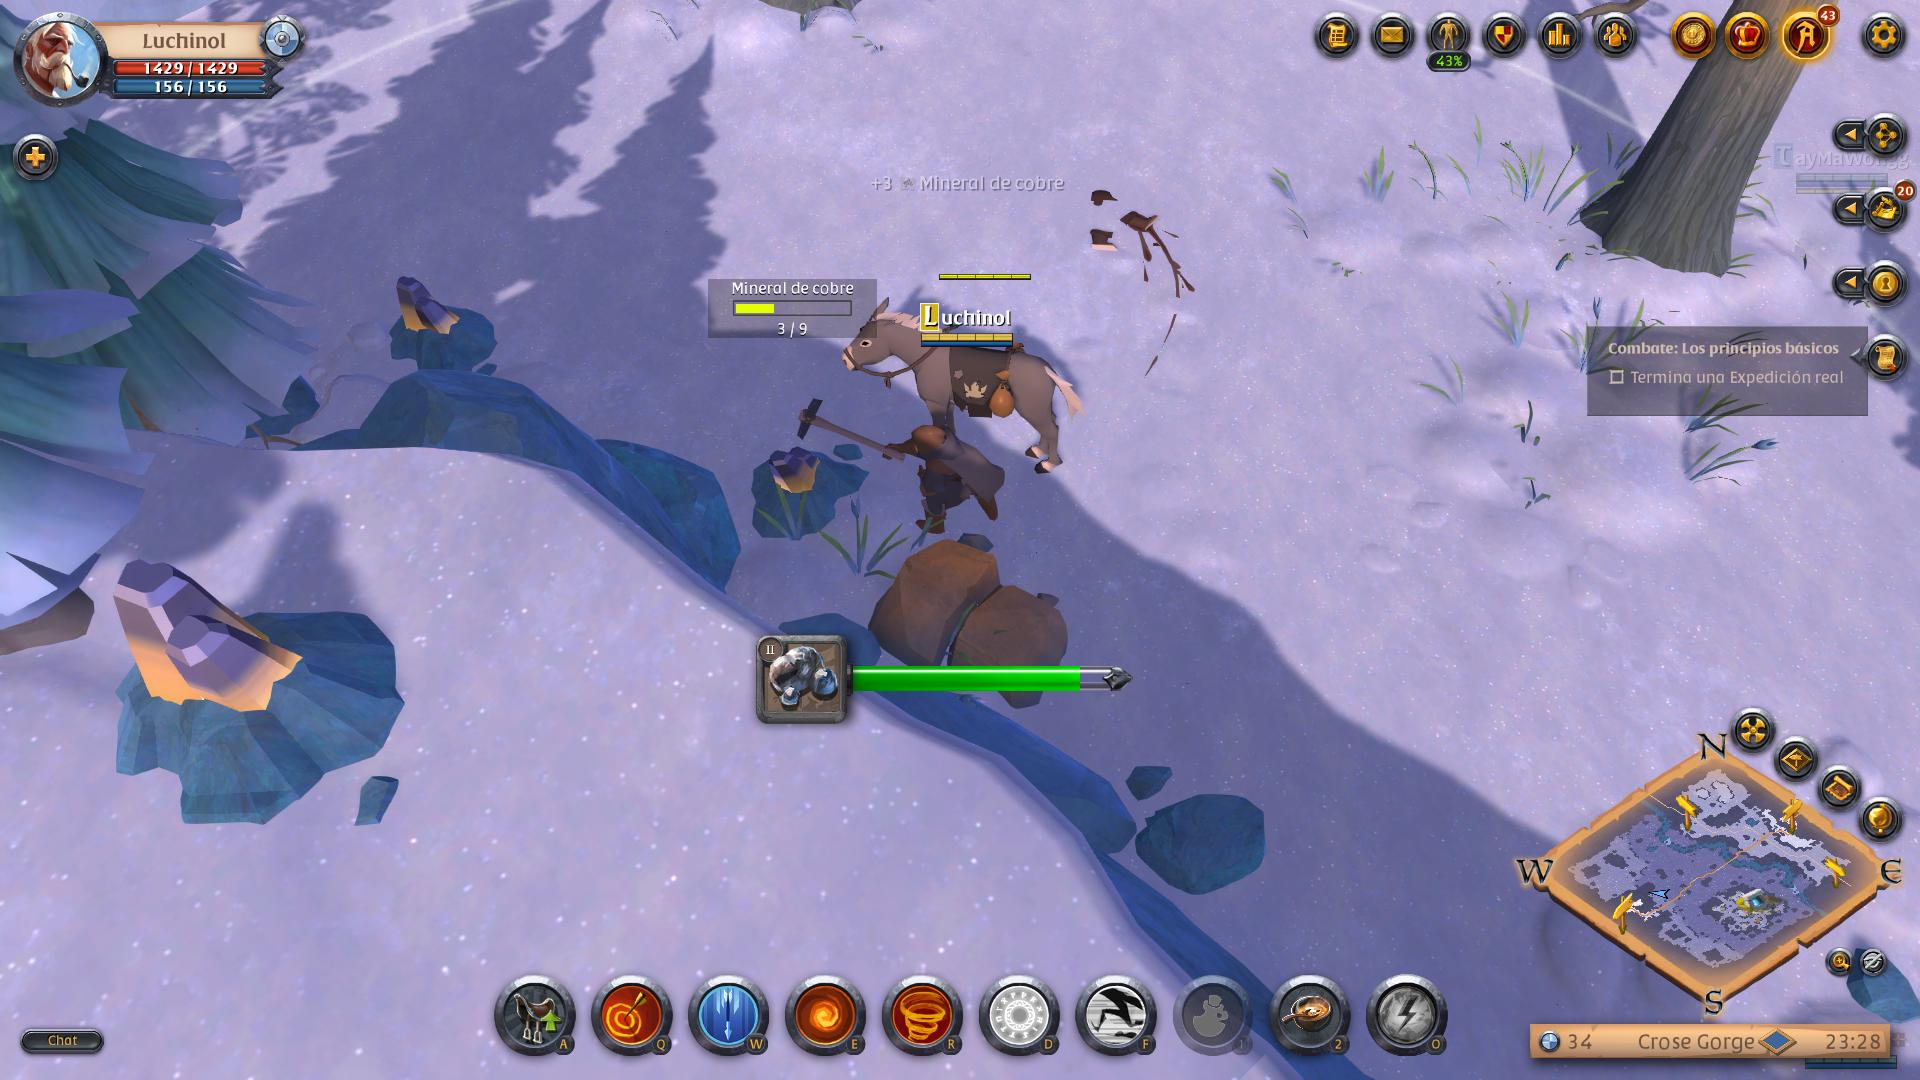 Luchinol
1429 / 1429
156 / 156
43%
43
20
+3 Mineral de cobre
Mineral de cobre
3 / 9
Luchinol
Combate: Los principios básicos
Termina una Expedición real
II
N
W
E
S
A
Q
W
E
R
D
F
2
O
Chat
34
Crose Gorge
23:28